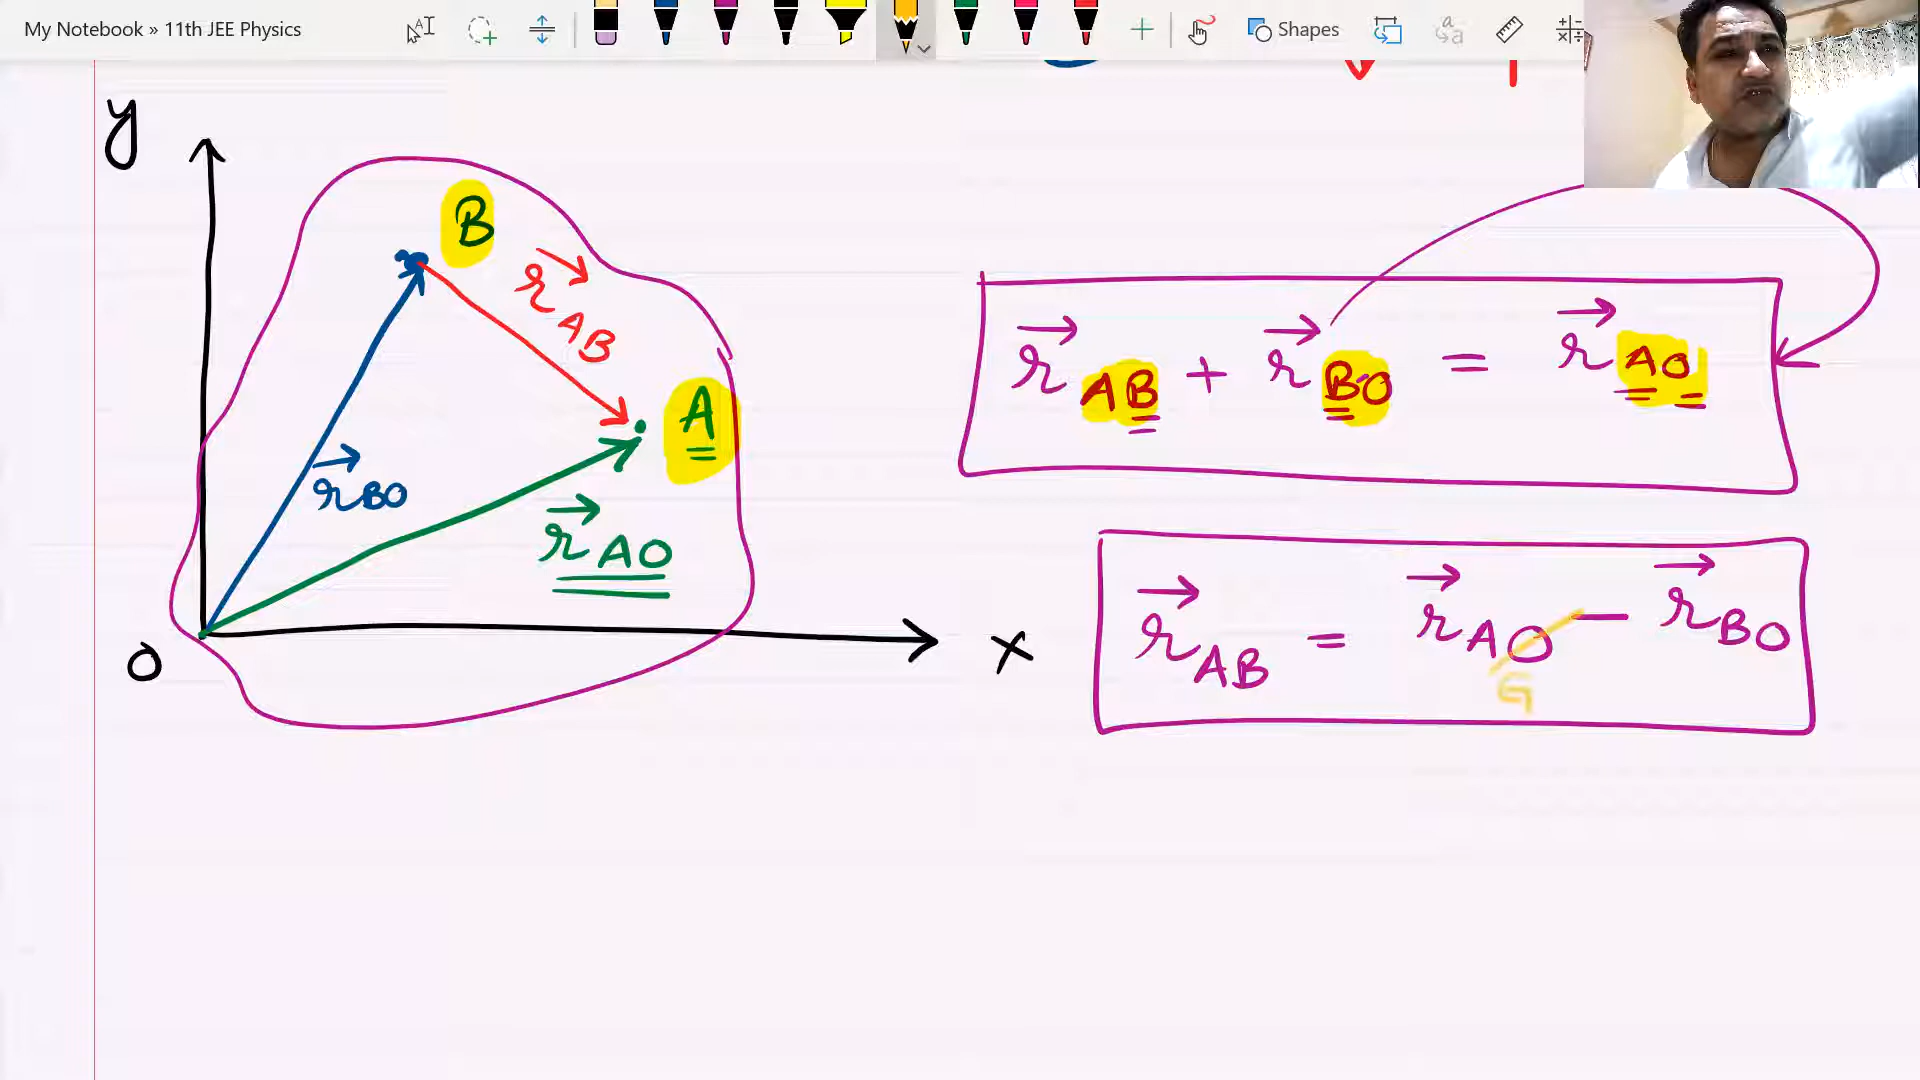 My Notebook » 11th JEE Physics
Shapes
y
B
r⃗ AB
A
r⃗ BO
r⃗ AO
O
x
r⃗ AB + r⃗ BO = r⃗ AO
r⃗ AB = r⃗ AO − r⃗ BO
G